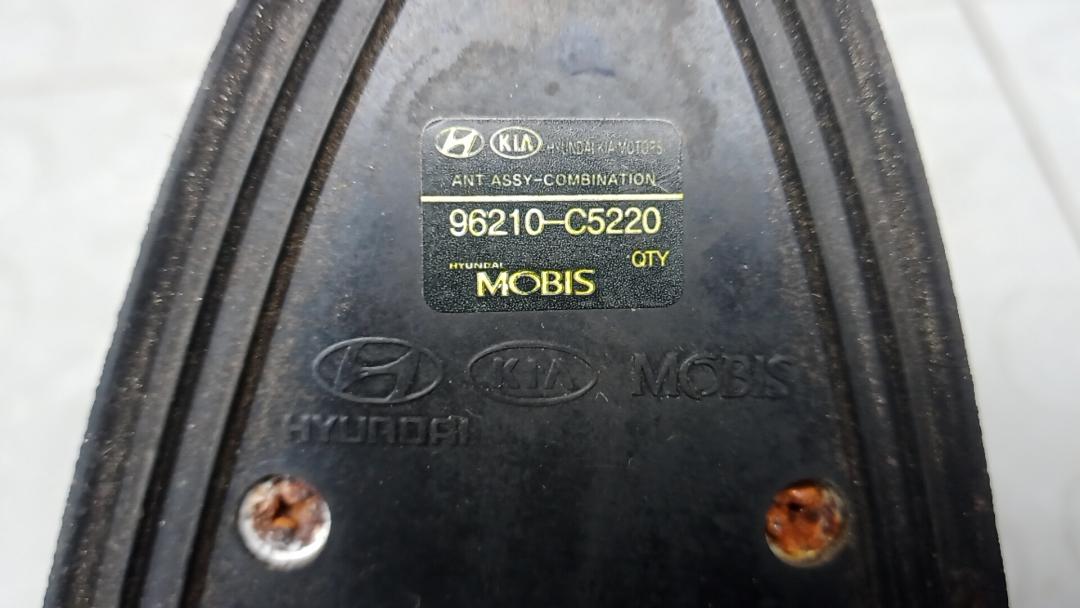 KIA HYUNDAI·KIA MOTORS
ANT ASSY-COMBINATION
96210-C5220
QTY
HYUNDAI
MOBIS
KIA MOBIS
HYUNDAI